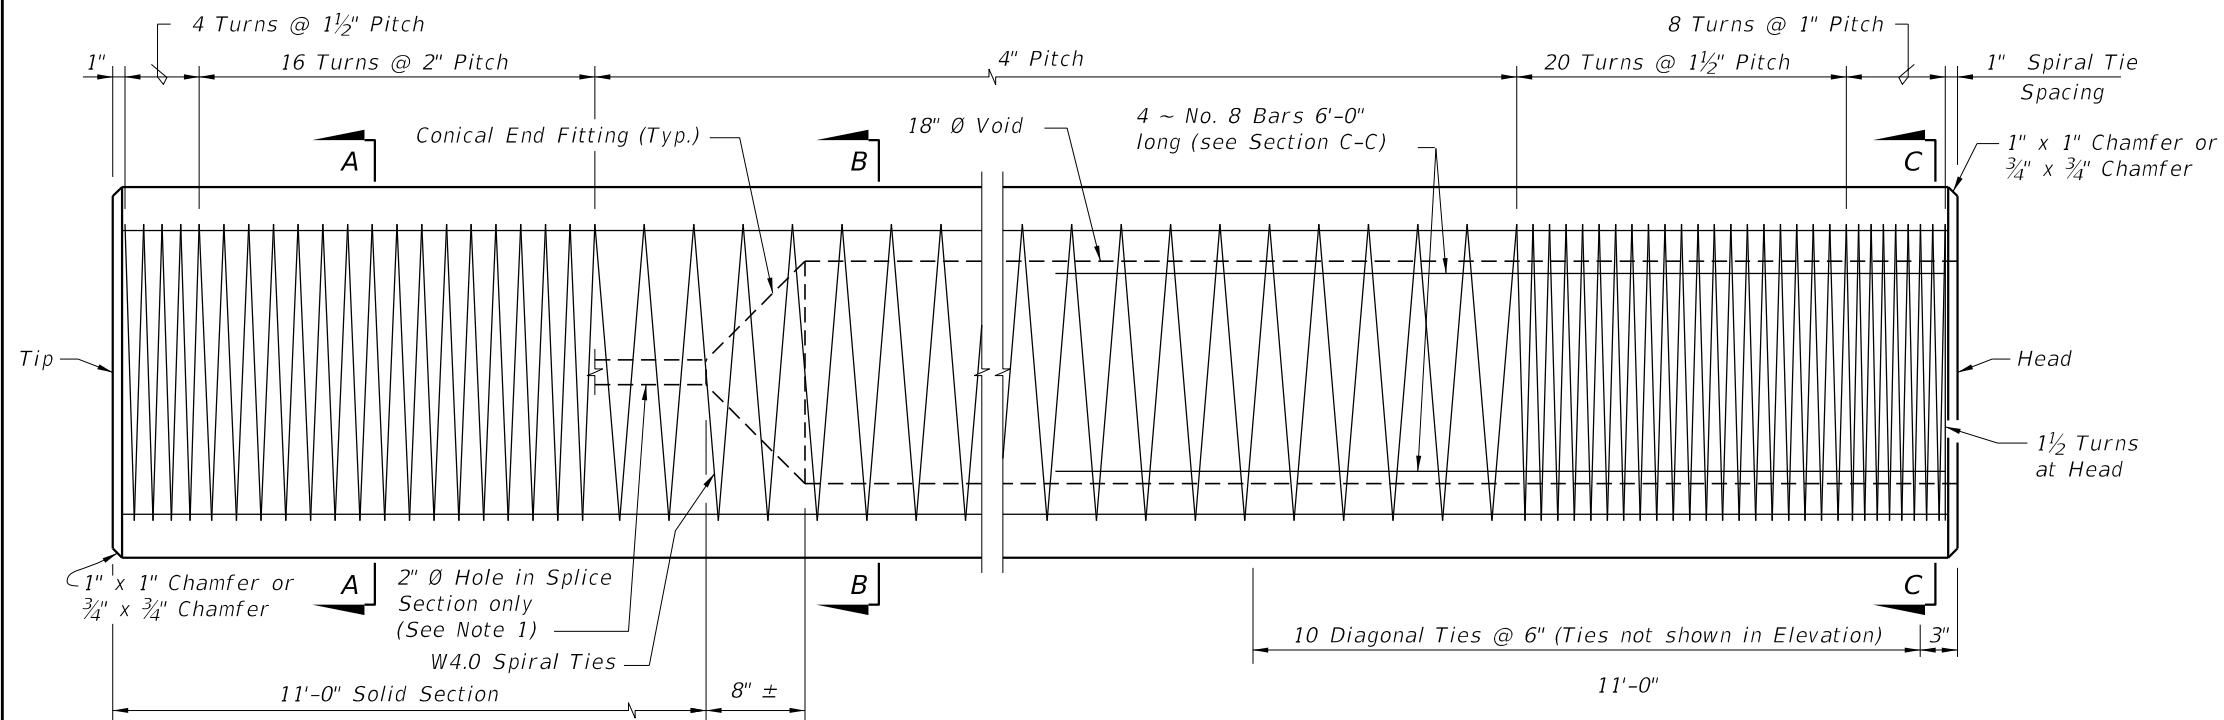 4 Turns @ 1½" Pitch
8 Turns @ 1" Pitch
1"
16 Turns @ 2" Pitch
4" Pitch
20 Turns @ 1½" Pitch
1" Spiral Tie
Spacing
Conical End Fitting (Typ.)
18" Ø Void
4 ~ No. 8 Bars 6'-0"
long (see Section C-C)
1" x 1" Chamfer or
¾" x ¾" Chamfer
A
B
C
Tip
Head
1½ Turns
at Head
1" x 1" Chamfer or
¾" x ¾" Chamfer
A
2" Ø Hole in Splice
Section only
(See Note 1)
B
C
W4.0 Spiral Ties
10 Diagonal Ties @ 6" (Ties not shown in Elevation)
3"
11'-0" Solid Section
8" ±
11'-0"